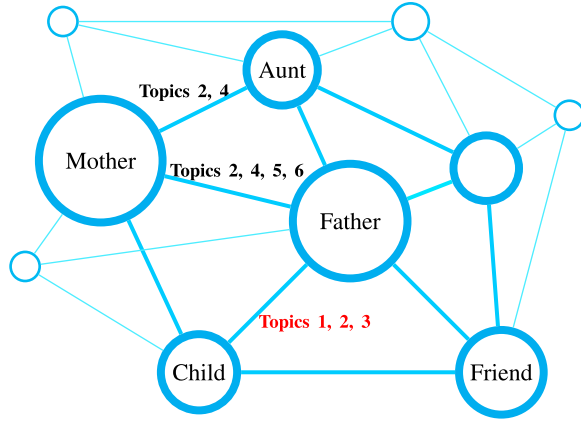 Aunt
Topics 2, 4
Mother
Topics 2, 4, 5, 6
Father
Topics 1, 2, 3
Child
Friend